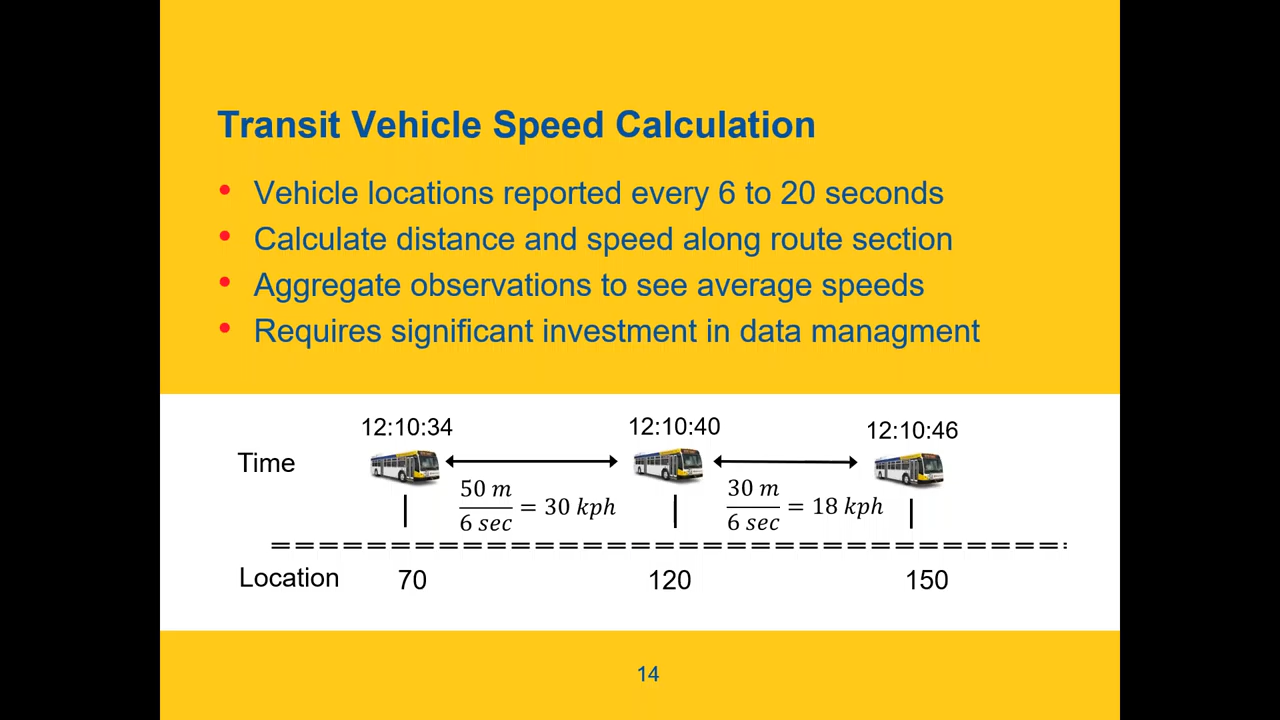 Transit Vehicle Speed Calculation
• Vehicle locations reported every 6 to 20 seconds
• Calculate distance and speed along route section
• Aggregate observations to see average speeds
• Requires significant investment in data managment
12:10:34 12:10:40 12:10:46
Time
50 m / 6 sec = 30 kph
30 m / 6 sec = 18 kph
Location 70 120 150
14